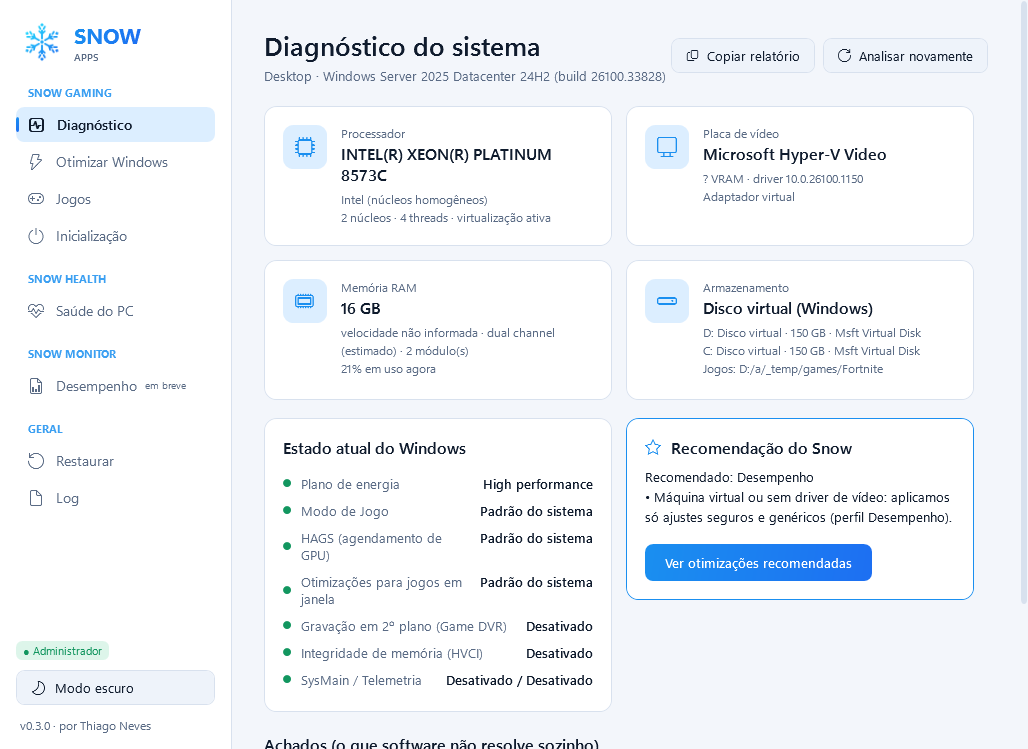 SNOW
APPS
SNOW GAMING
Diagnóstico
Otimizar Windows
Jogos
Inicialização
SNOW HEALTH
Saúde do PC
SNOW MONITOR
Desempenho em breve
GERAL
Restaurar
Log
Administrador
Modo escuro
v0.3.0 · por Thiago Neves
Diagnóstico do sistema
Desktop · Windows Server 2025 Datacenter 24H2 (build 26100.33828)
Copiar relatório
Analisar novamente
Processador
INTEL(R) XEON(R) PLATINUM
8573C
Intel (núcleos homogêneos)
2 núcleos · 4 threads · virtualização ativa
Placa de vídeo
Microsoft Hyper-V Video
? VRAM · driver 10.0.26100.1150
Adaptador virtual
Memória RAM
16 GB
velocidade não informada · dual channel
(estimado) · 2 módulo(s)
21% em uso agora
Armazenamento
Disco virtual (Windows)
D: Disco virtual · 150 GB · Msft Virtual Disk
C: Disco virtual · 150 GB · Msft Virtual Disk
Jogos: D:/a/_temp/games/Fortnite
Estado atual do Windows
Plano de energia High performance
Modo de Jogo Padrão do sistema
HAGS (agendamento de Padrão do sistema
GPU)
Otimizações para jogos em Padrão do sistema
janela
Gravação em 2º plano (Game DVR) Desativado
Integridade de memória (HVCI) Desativado
SysMain / Telemetria Desativado / Desativado
Recomendação do Snow
Recomendado: Desempenho
• Máquina virtual ou sem driver de vídeo: aplicamos
só ajustes seguros e genéricos (perfil Desempenho).
Ver otimizações recomendadas
Achados (o que software não resolve sozinho)